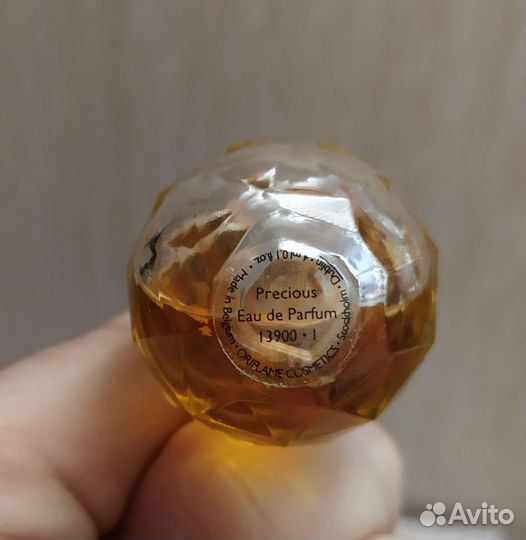 Precious
Eau de Parfum
13900 • 1
Made in Belgium • ORIFLAME COSMETICS • Stockholm • Dublin • 4 ml 0,1 fl.oz. •
Avito